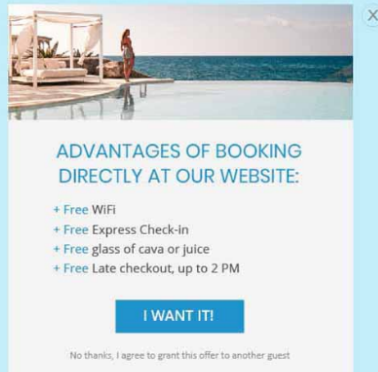 X
ADVANTAGES OF BOOKING
DIRECTLY AT OUR WEBSITE:
+ Free WiFi
+ Free Express Check-in
+ Free glass of cava or juice
+ Free Late checkout, up to 2 PM
I WANT IT!
No thanks, I agree to grant this offer to another guest